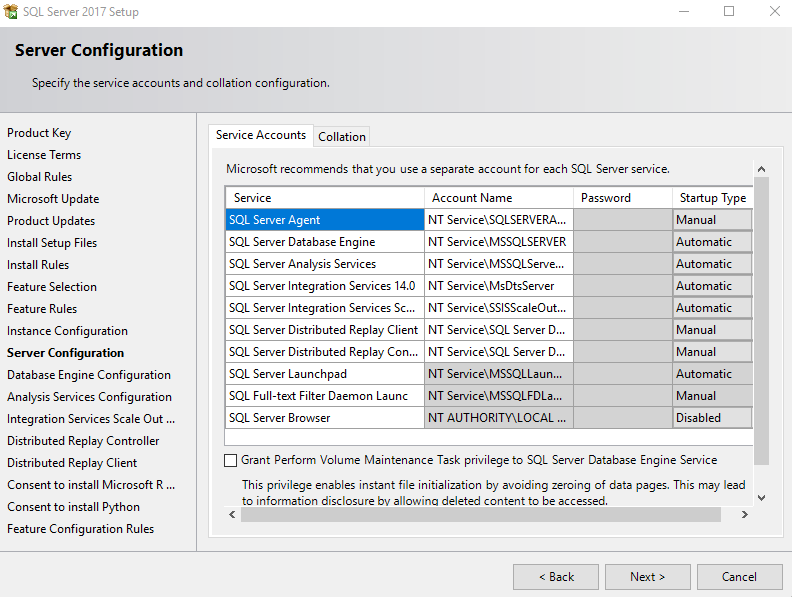 SQL Server 2017 Setup
Server Configuration
Specify the service accounts and collation configuration.
Product Key
License Terms
Global Rules
Microsoft Update
Product Updates
Install Setup Files
Install Rules
Feature Selection
Feature Rules
Instance Configuration
Server Configuration
Database Engine Configuration
Analysis Services Configuration
Integration Services Scale Out ...
Distributed Replay Controller
Distributed Replay Client
Consent to install Microsoft R ...
Consent to install Python
Feature Configuration Rules
Service Accounts Collation
Microsoft recommends that you use a separate account for each SQL Server service.
Service Account Name Password Startup Type
SQL Server Agent NT Service\SQLSERVERA... Manual
SQL Server Database Engine NT Service\MSSQLSERVER Automatic
SQL Server Analysis Services NT Service\MSSQLServe... Automatic
SQL Server Integration Services 14.0 NT Service\MsDtsServer Automatic
SQL Server Integration Services Sc... NT Service\SSISScaleOut... Automatic
SQL Server Distributed Replay Client NT Service\SQL Server D... Manual
SQL Server Distributed Replay Con... NT Service\SQL Server D... Manual
SQL Server Launchpad NT Service\MSSQLLaun... Automatic
SQL Full-text Filter Daemon Launc NT Service\MSSQLFDLa... Manual
SQL Server Browser NT AUTHORITY\LOCAL ... Disabled
Grant Perform Volume Maintenance Task privilege to SQL Server Database Engine Service
This privilege enables instant file initialization by avoiding zeroing of data pages. This may lead
to information disclosure by allowing deleted content to be accessed.
< Back Next > Cancel